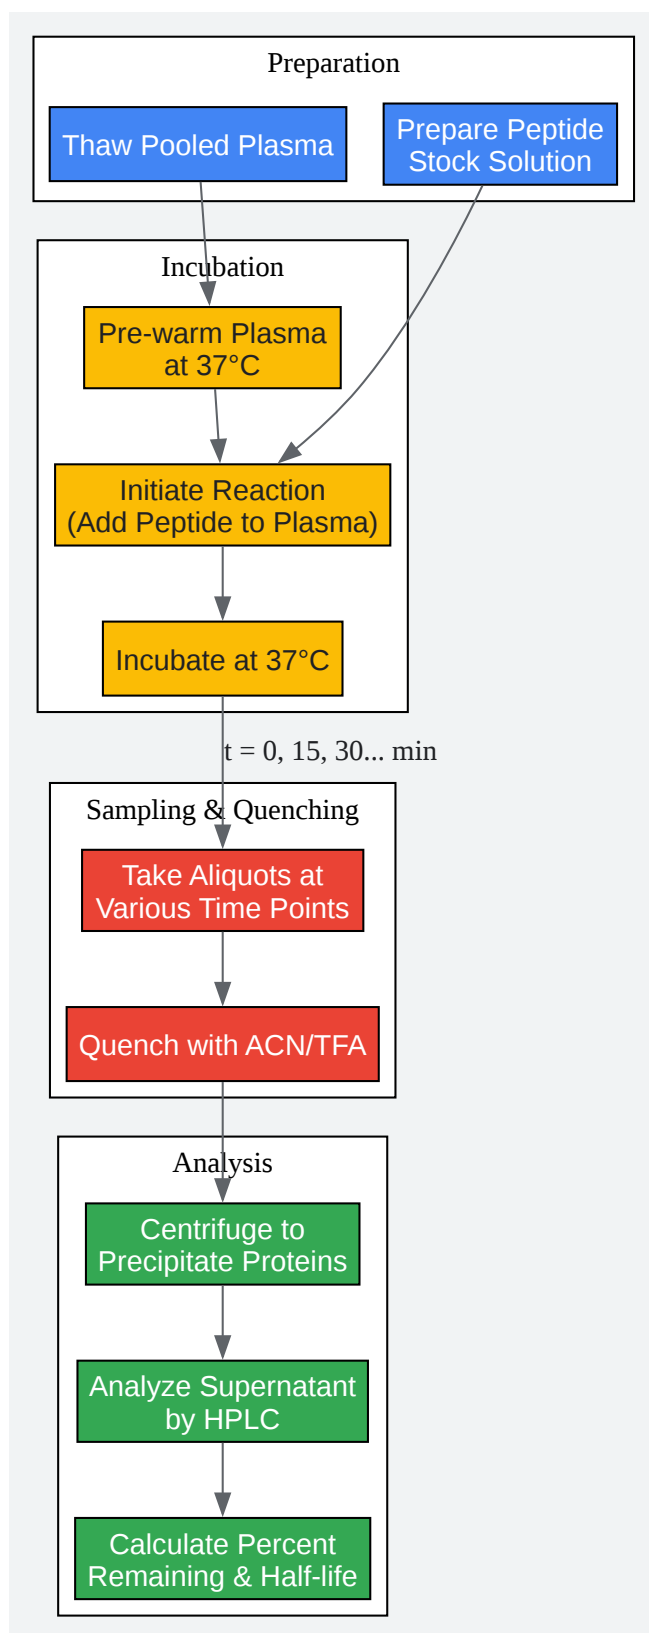 Preparation
Thaw Pooled Plasma
Prepare Peptide
Stock Solution
Incubation
Pre-warm Plasma
at 37°C
Initiate Reaction
(Add Peptide to Plasma)
Incubate at 37°C
t = 0, 15, 30... min
Sampling & Quenching
Take Aliquots at
Various Time Points
Quench with ACN/TFA
Analysis
Centrifuge to
Precipitate Proteins
Analyze Supernatant
by HPLC
Calculate Percent
Remaining & Half-life